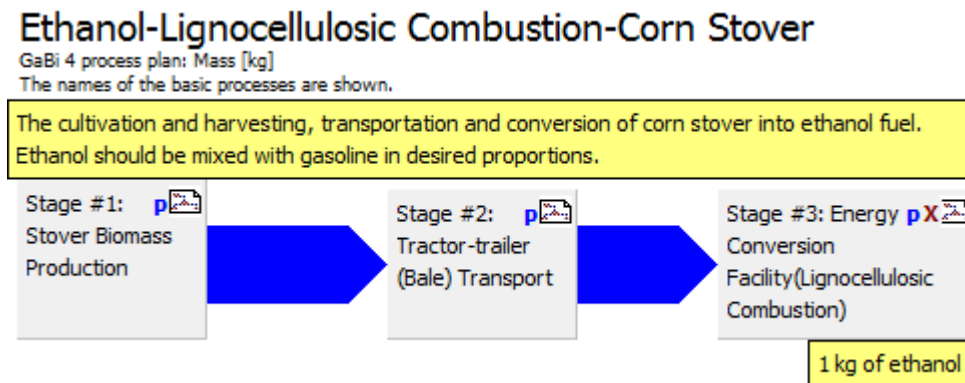 Ethanol-Lignocellulosic Combustion-Corn Stover
GaBi 4 process plan: Mass [kg]
The names of the basic processes are shown.
The cultivation and harvesting, transportation and conversion of corn stover into ethanol fuel.
Ethanol should be mixed with gasoline in desired proportions.
Stage #1: p
Stover Biomass
Production
Stage #2: p
Tractor-trailer
(Bale) Transport
Stage #3: Energy p X
Conversion
Facility(Lignocellulosic
Combustion)
1 kg of ethanol